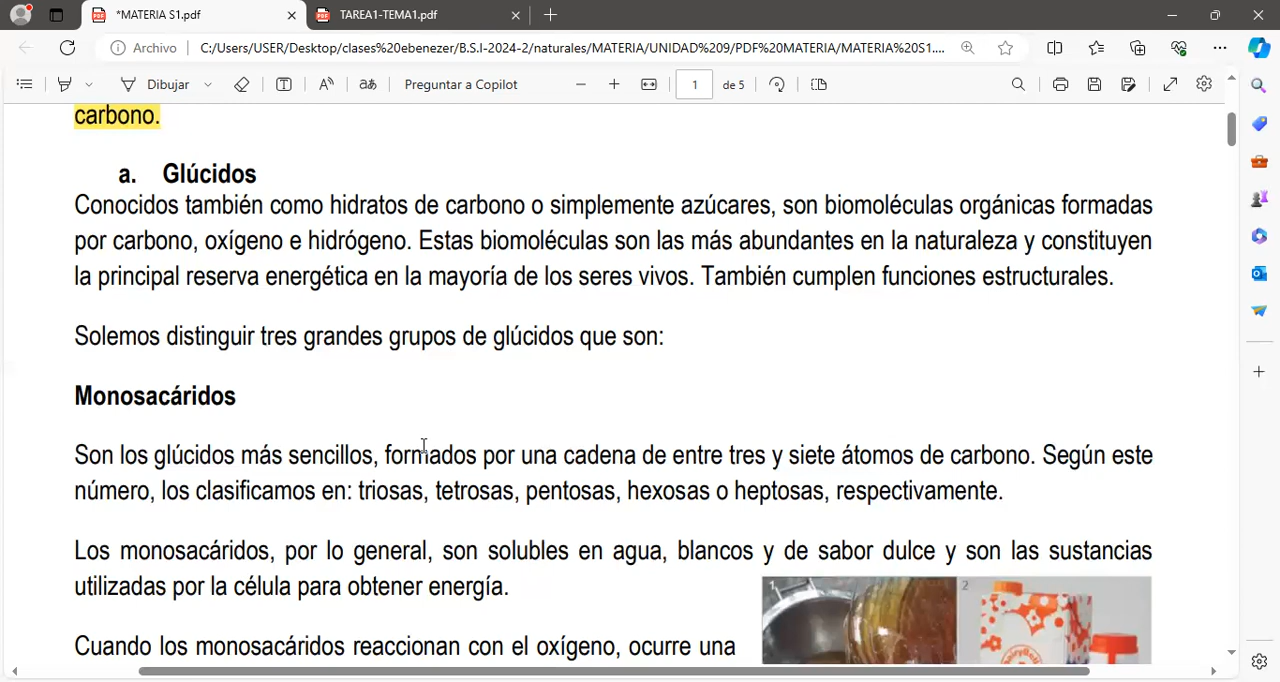 *MATERIA S1.pdf
TAREA1-TEMA1.pdf
Archivo
C:/Users/USER/Desktop/clases%20ebenezer/B.S.I-2024-2/naturales/MATERIA/UNIDAD%209/PDF%20MATERIA/MATERIA%20S1....
Dibujar
Preguntar a Copilot
1
de 5
carbono.
a. Glúcidos
Conocidos también como hidratos de carbono o simplemente azúcares, son biomoléculas orgánicas formadas
por carbono, oxígeno e hidrógeno. Estas biomoléculas son las más abundantes en la naturaleza y constituyen
la principal reserva energética en la mayoría de los seres vivos. También cumplen funciones estructurales.
Solemos distinguir tres grandes grupos de glúcidos que son:
Monosacáridos
Son los glúcidos más sencillos, formados por una cadena de entre tres y siete átomos de carbono. Según este
número, los clasificamos en: triosas, tetrosas, pentosas, hexosas o heptosas, respectivamente.
Los monosacáridos, por lo general, son solubles en agua, blancos y de sabor dulce y son las sustancias
utilizadas por la célula para obtener energía.
1
2
Cuando los monosacáridos reaccionan con el oxígeno, ocurre una